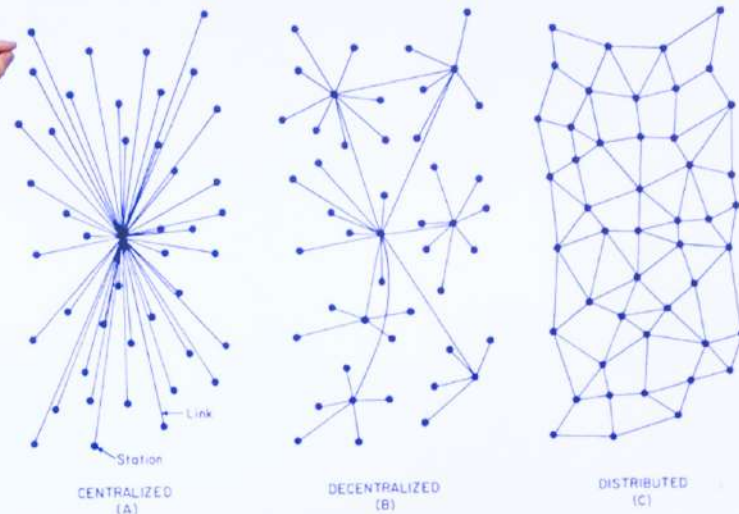 Link
Station
CENTRALIZED
(A)
DECENTRALIZED
(B)
DISTRIBUTED
(C)